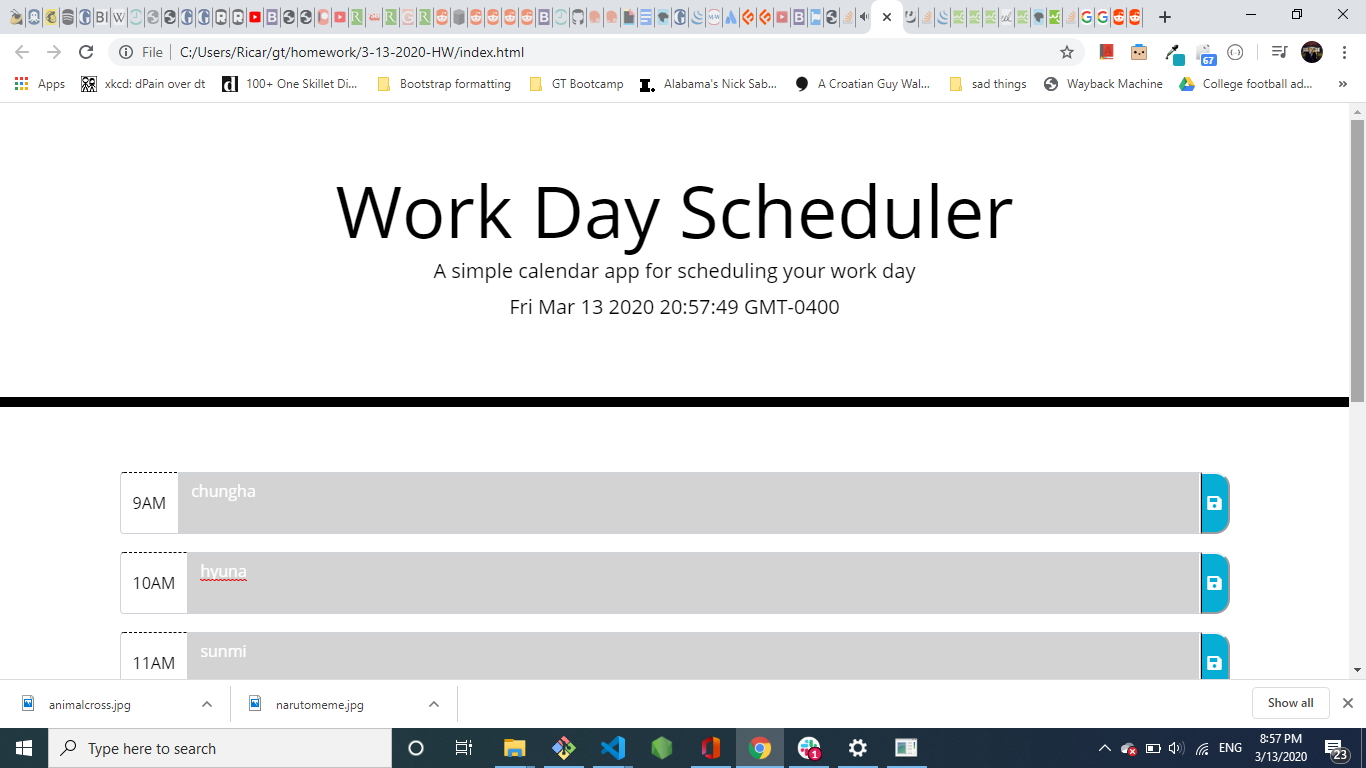 File
C:/Users/Ricar/gt/homework/3-13-2020-HW/index.html
67
Apps
xkcd: dPain over dt
100+ One Skillet Di...
Bootstrap formatting
GT Bootcamp
Alabama's Nick Sab...
A Croatian Guy Wal...
sad things
Wayback Machine
College football ad...
»
Work Day Scheduler
A simple calendar app for scheduling your work day
Fri Mar 13 2020 20:57:49 GMT-0400
9AM
chungha
10AM
hyuna
11AM
sunmi
animalcross.jpg
narutomeme.jpg
Show all
Type here to search
1
ENG
8:57 PM
3/13/2020
23